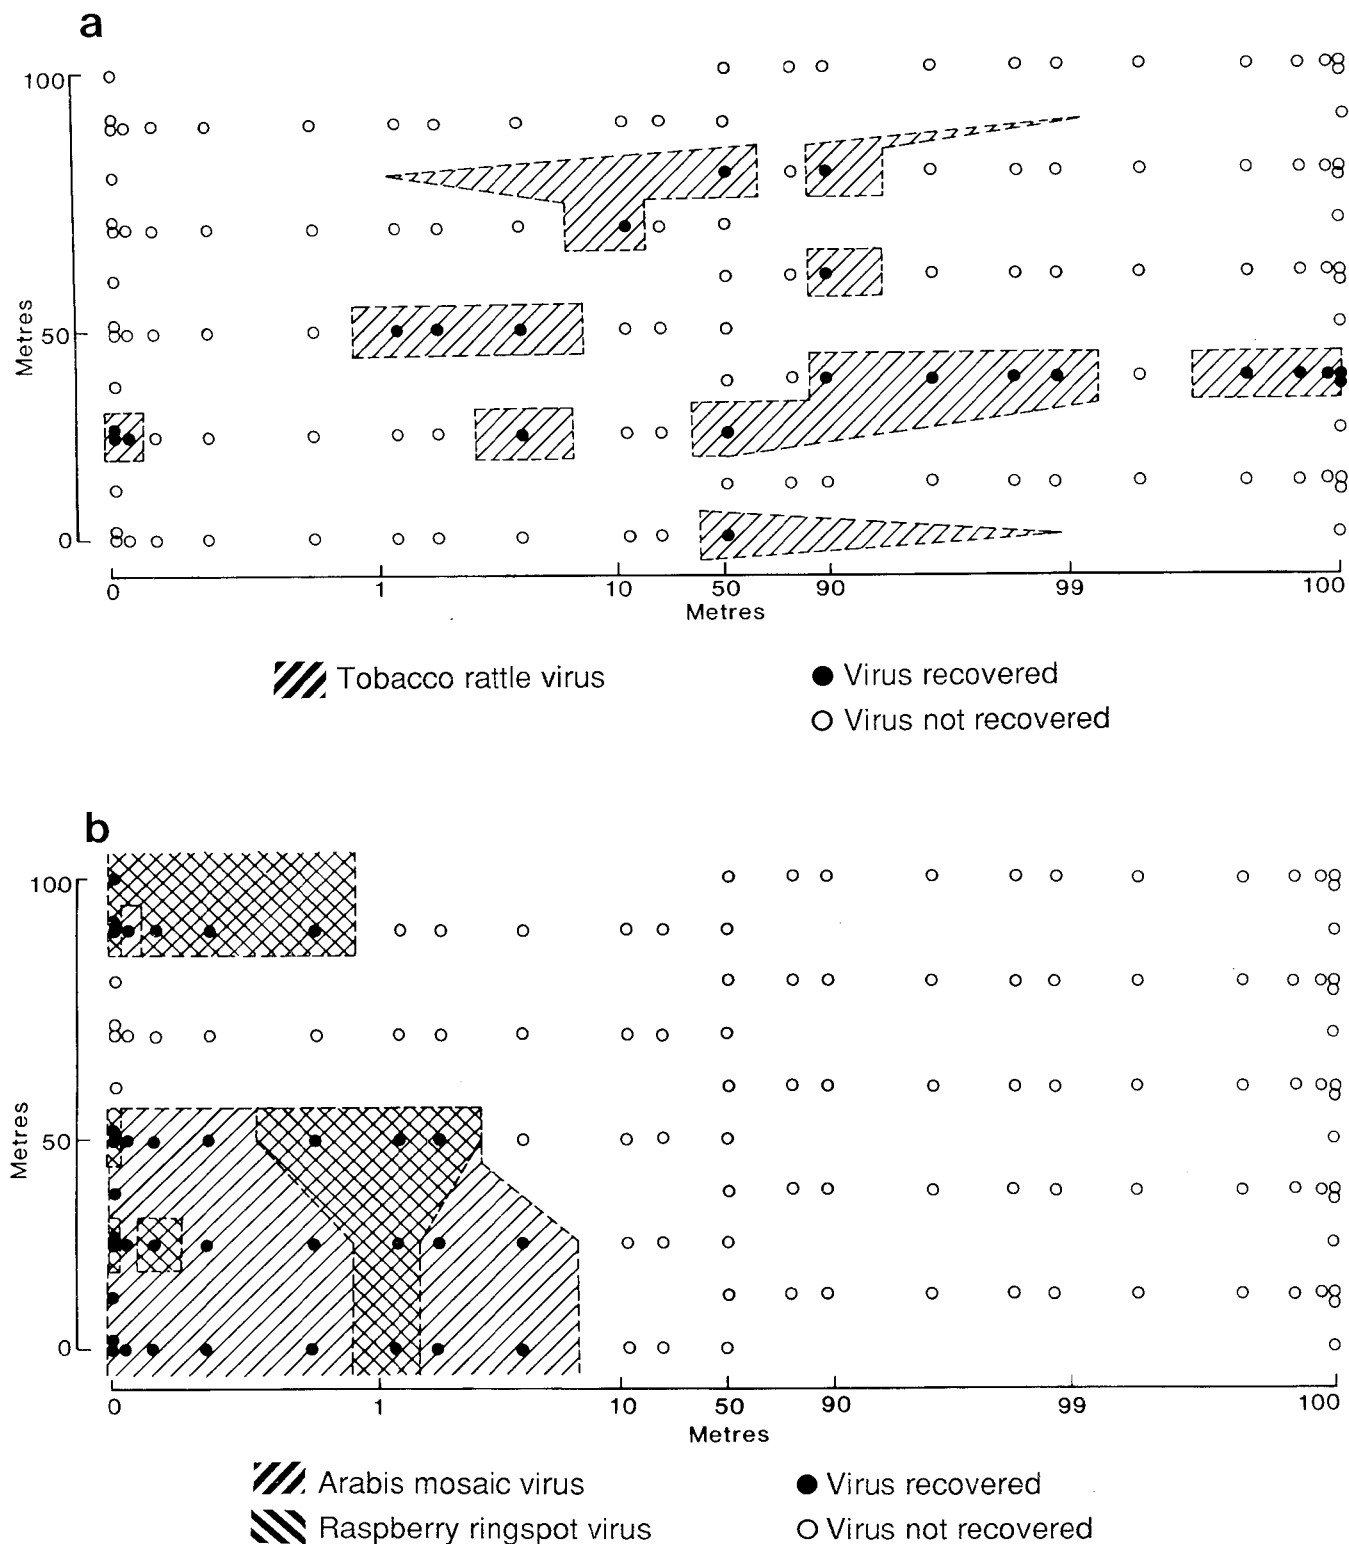 a
100
50
0
Metres
0 1 10 50 90 99 100
Metres
Tobacco rattle virus
Virus recovered
Virus not recovered
b
100
50
0
Metres
0 1 10 50 90 99 100
Metres
Arabis mosaic virus
Raspberry ringspot virus
Virus recovered
Virus not recovered